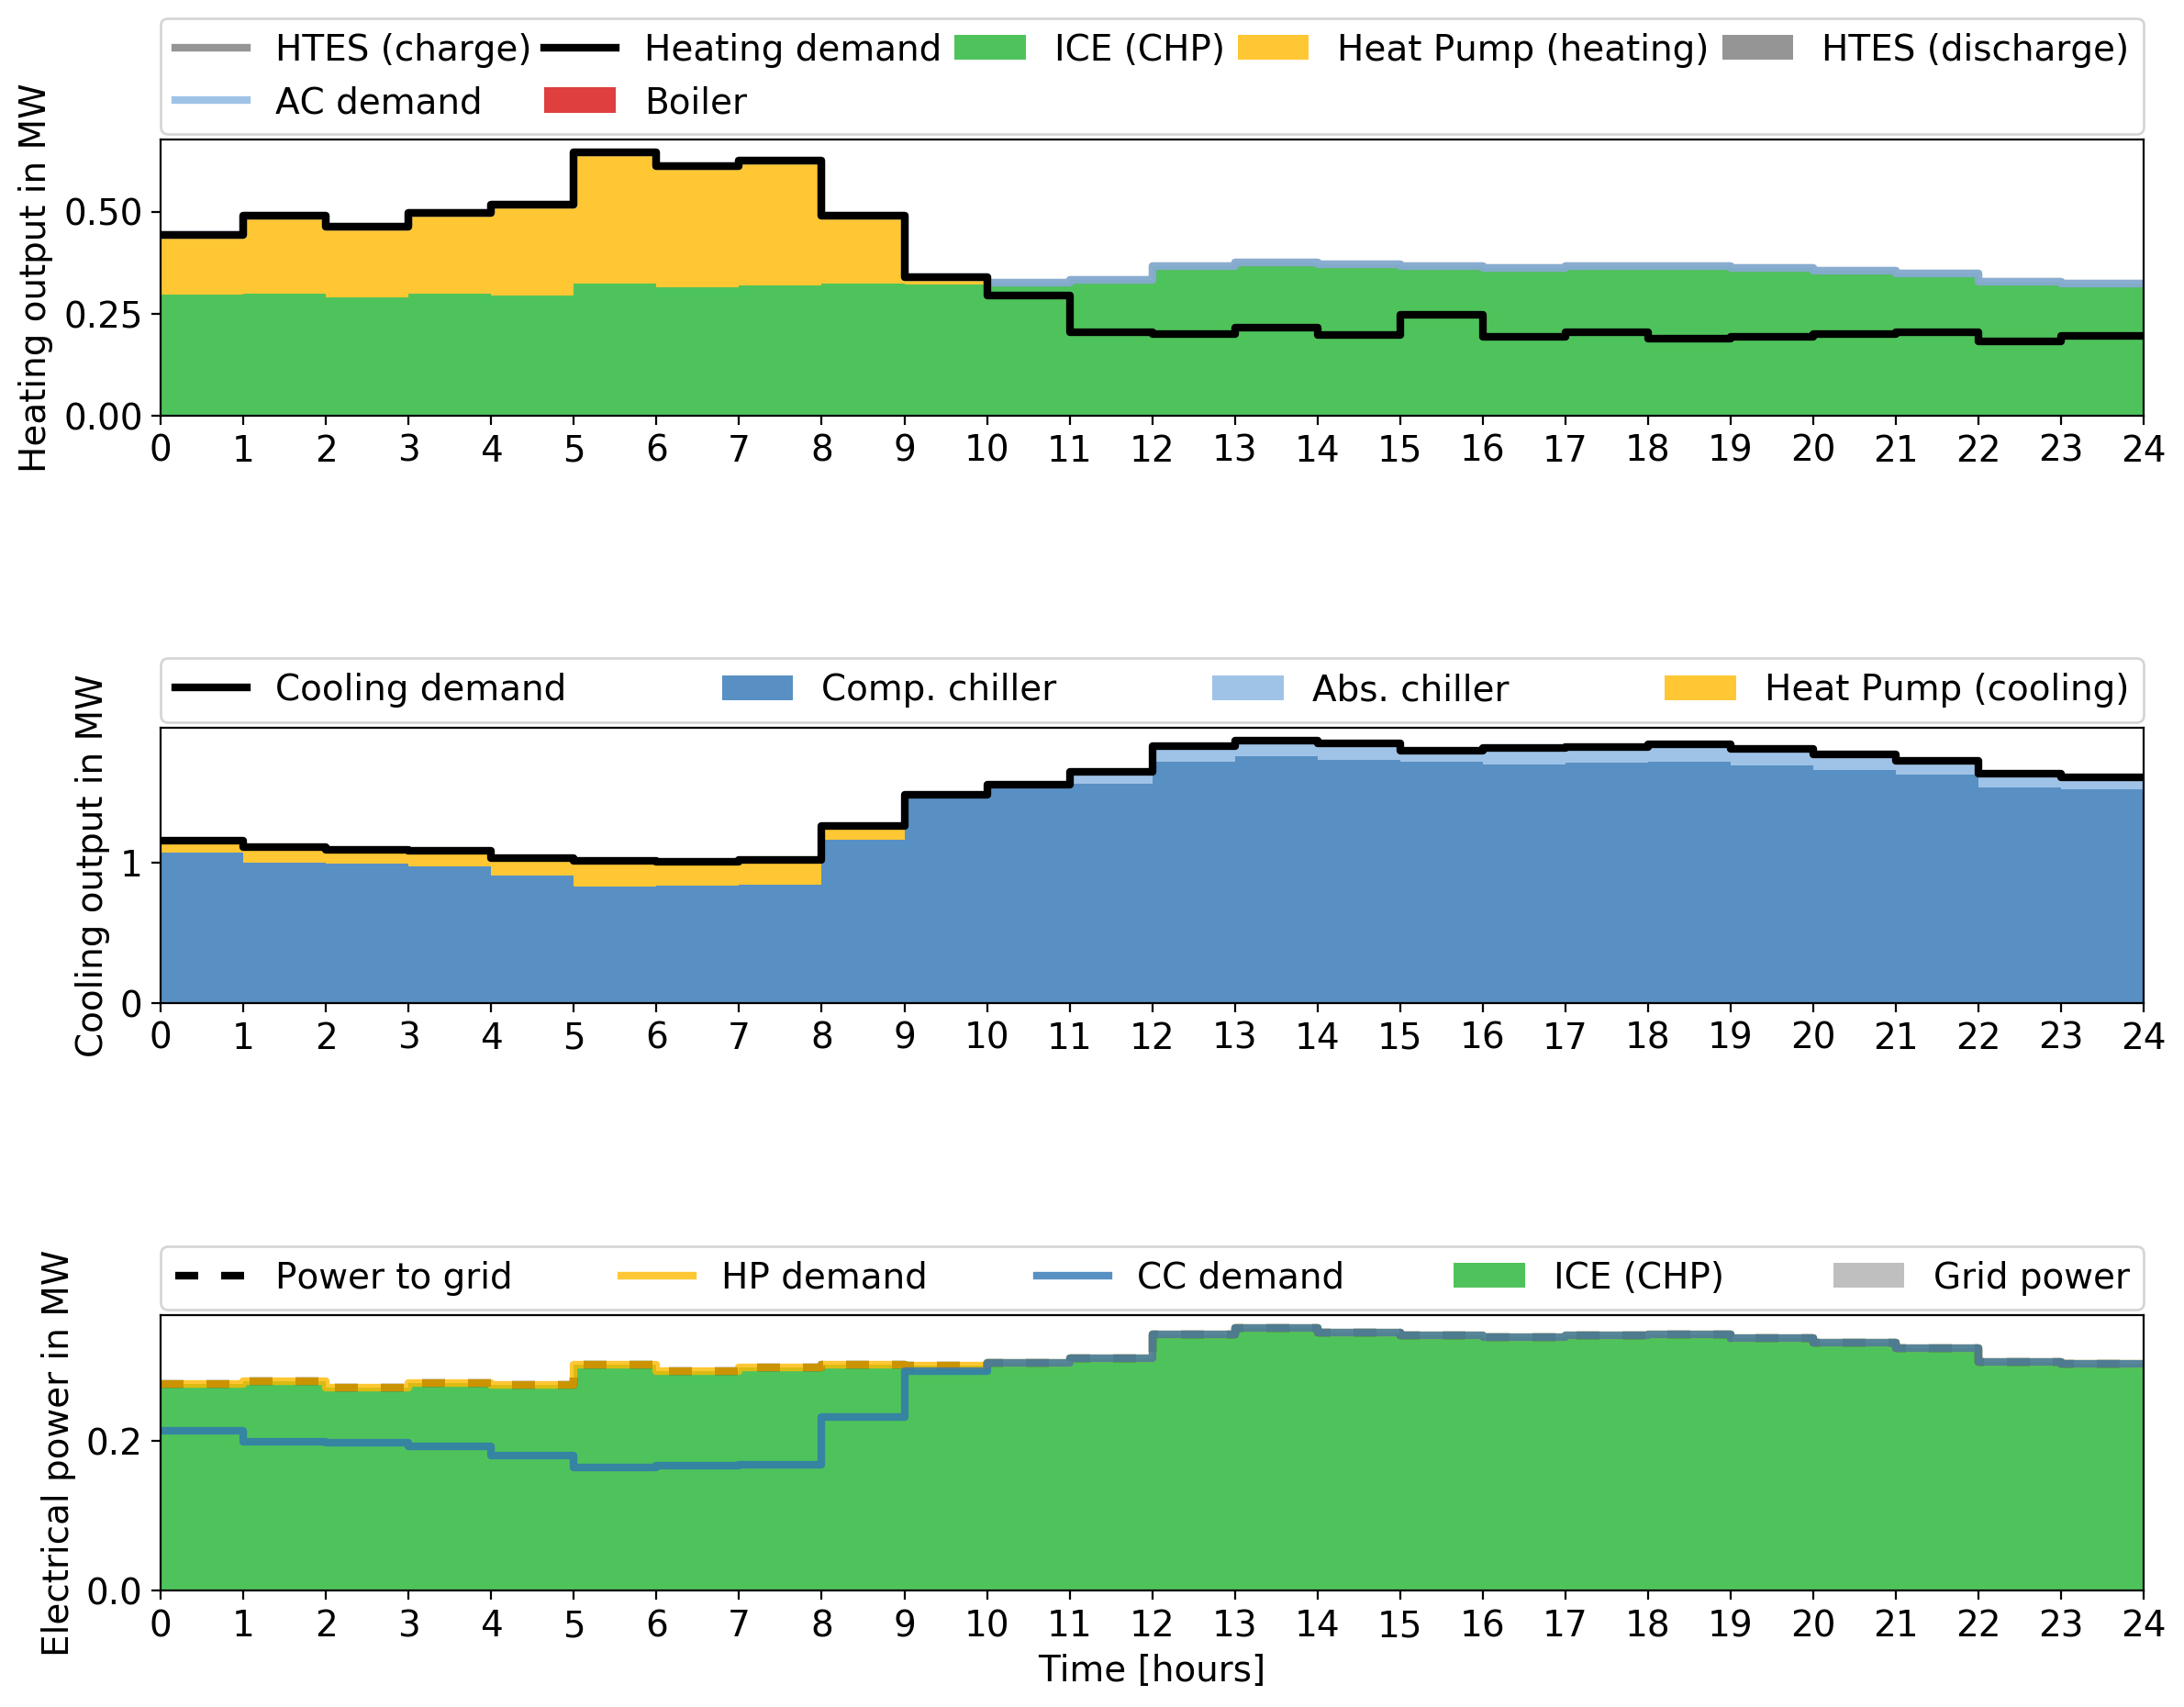 HTES (charge) Heating demand ICE (CHP) Heat Pump (heating) HTES (discharge)
AC demand Boiler
Heating output in MW
0.50
0.25
0.00
0 1 2 3 4 5 6 7 8 9 10 11 12 13 14 15 16 17 18 19 20 21 22 23 24
Cooling demand Comp. chiller Abs. chiller Heat Pump (cooling)
Cooling output in MW
1
0
0 1 2 3 4 5 6 7 8 9 10 11 12 13 14 15 16 17 18 19 20 21 22 23 24
Power to grid HP demand CC demand ICE (CHP) Grid power
Electrical power in MW
0.2
0.0
0 1 2 3 4 5 6 7 8 9 10 11 12 13 14 15 16 17 18 19 20 21 22 23 24
Time [hours]